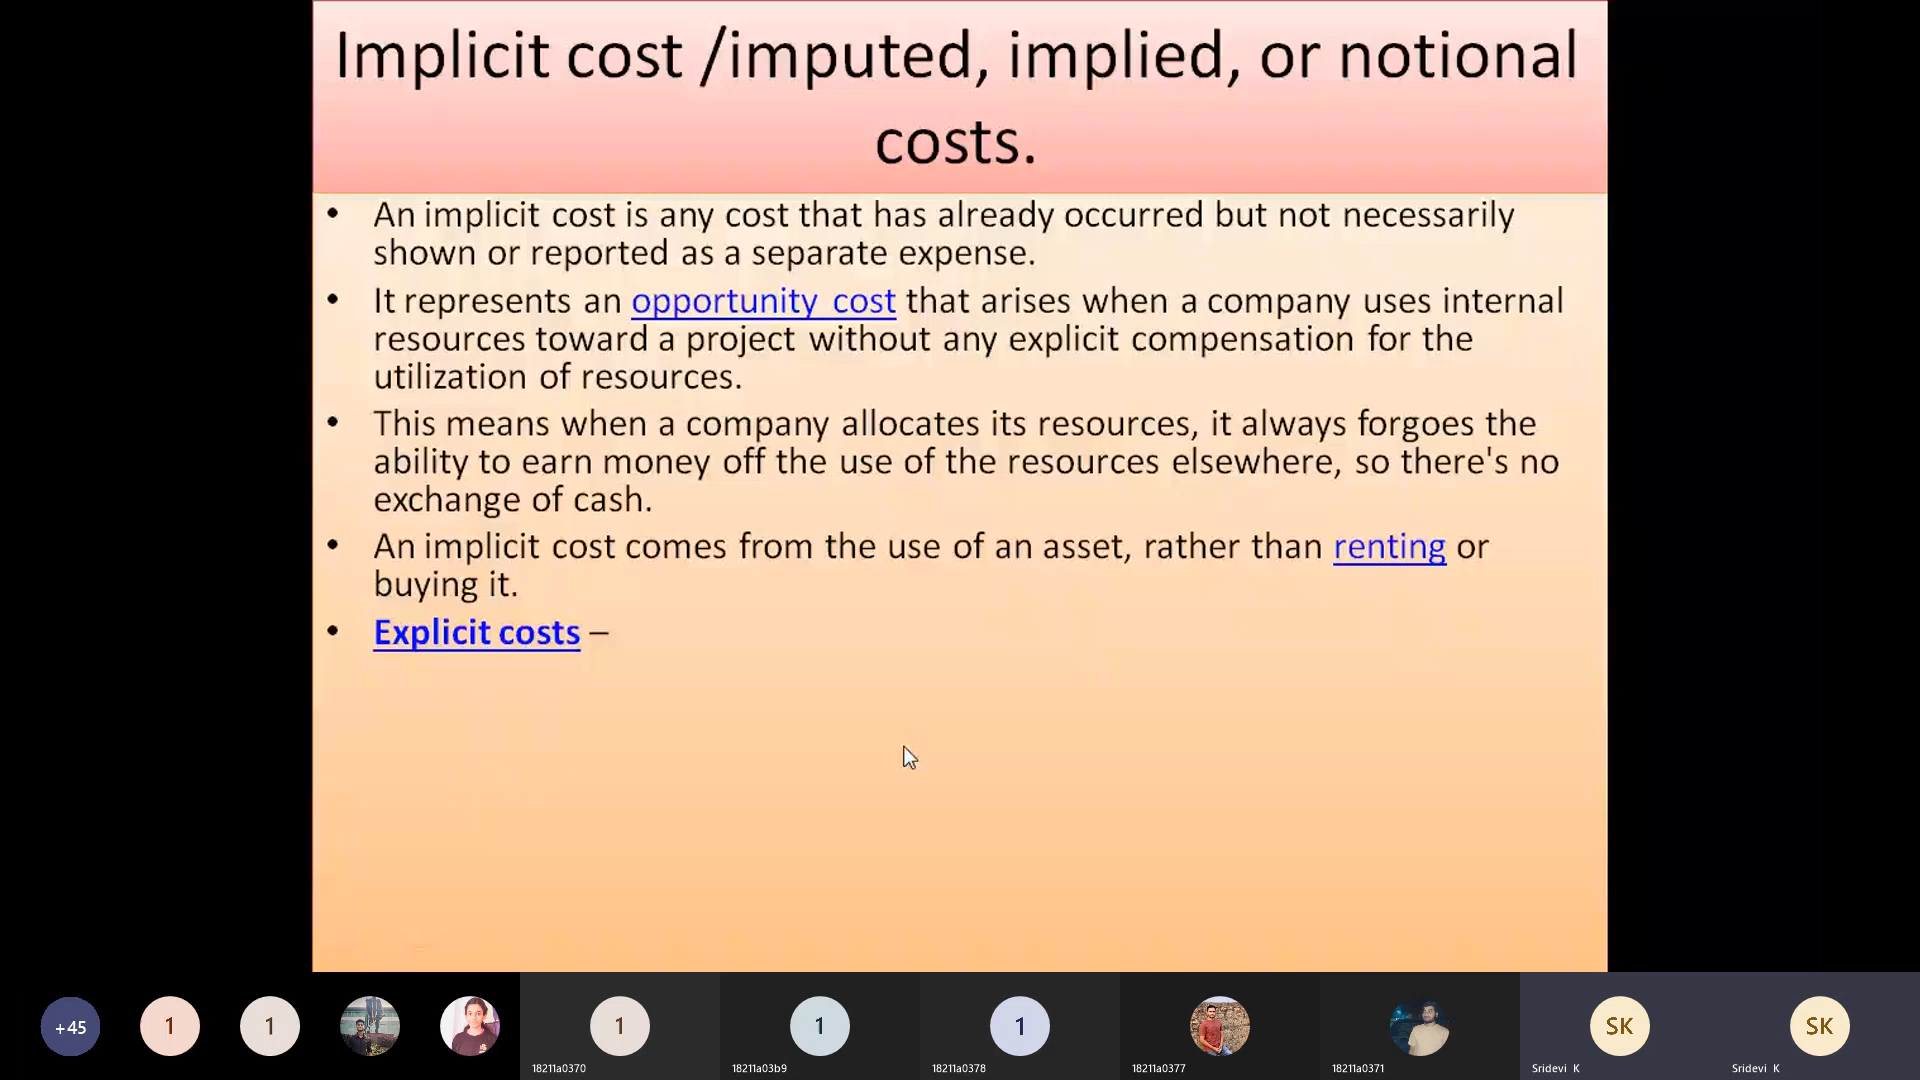 Implicit cost /imputed, implied, or notional
costs.
• An implicit cost is any cost that has already occurred but not necessarily
shown or reported as a separate expense.
• It represents an opportunity cost that arises when a company uses internal
resources toward a project without any explicit compensation for the
utilization of resources.
• This means when a company allocates its resources, it always forgoes the
ability to earn money off the use of the resources elsewhere, so there's no
exchange of cash.
• An implicit cost comes from the use of an asset, rather than renting or
buying it.
• Explicit costs –
+45 1 1 1 1 1 SK SK
18211a0370 18211a03b9 18211a0378 18211a0377 18211a0371 Sridevi K Sridevi K